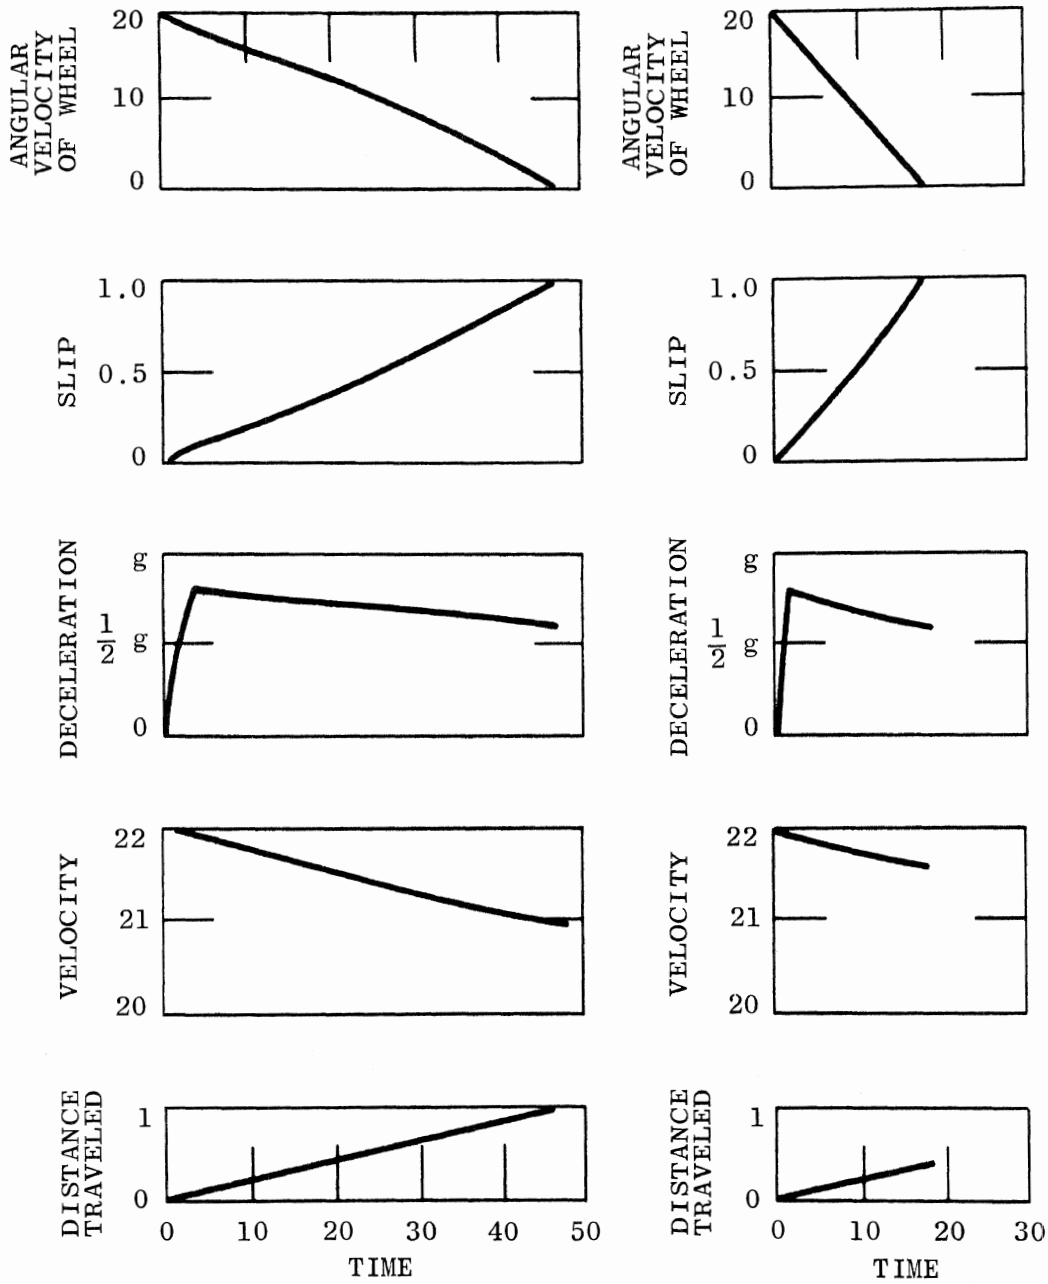 ANGULAR
VELOCITY
OF WHEEL
20
10
0
ANGULAR
VELOCITY
OF WHEEL
20
10
0
SLIP
1.0
0.5
0
SLIP
1.0
0.5
0
DECELERATION
g
1/2 g
0
DECELERATION
g
1/2 g
0
VELOCITY
22
21
20
VELOCITY
22
21
20
DISTANCE
TRAVELED
1
0
0 10 20 30 40 50
TIME
DISTANCE
TRAVELED
1
0
0 10 20 30
TIME